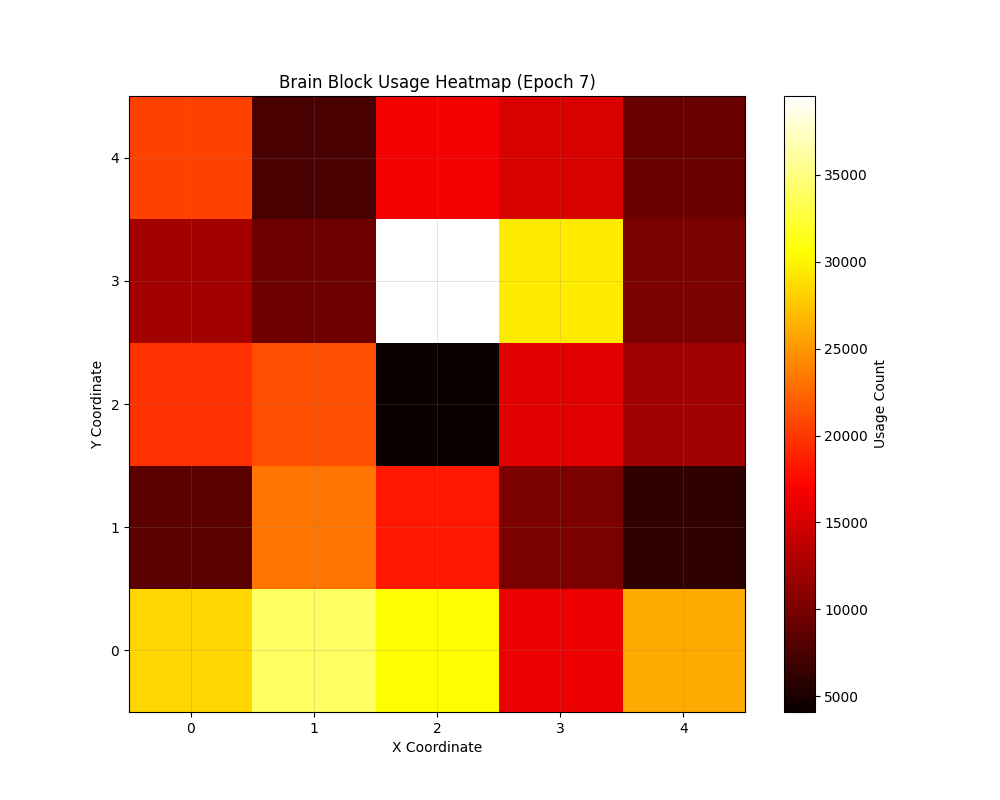 Brain Block Usage Heatmap (Epoch 7)
4
3
2
1
0
Y Coordinate
0 1 2 3 4
X Coordinate
35000
30000
25000
20000
15000
10000
5000
Usage Count